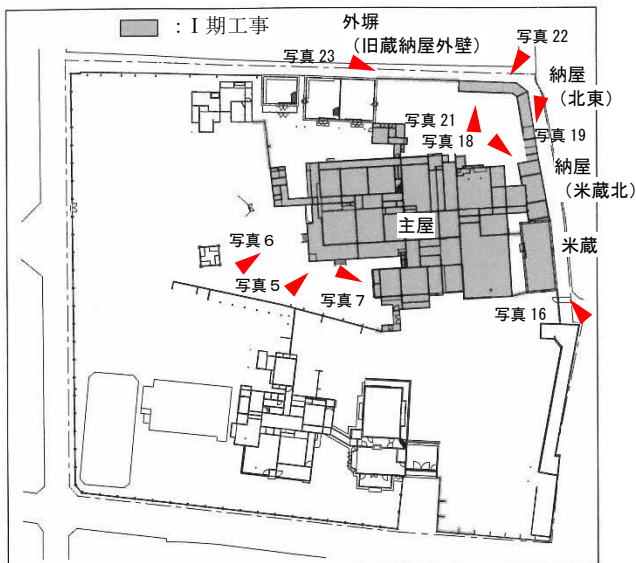 ：Ⅰ期工事
外塀
（旧蔵納屋外壁）
写真 23
写真 22
納屋
（北東）
写真 21
写真 18
写真 19
納屋
（米蔵北）
主屋
米蔵
写真６
写真５
写真７
写真 16